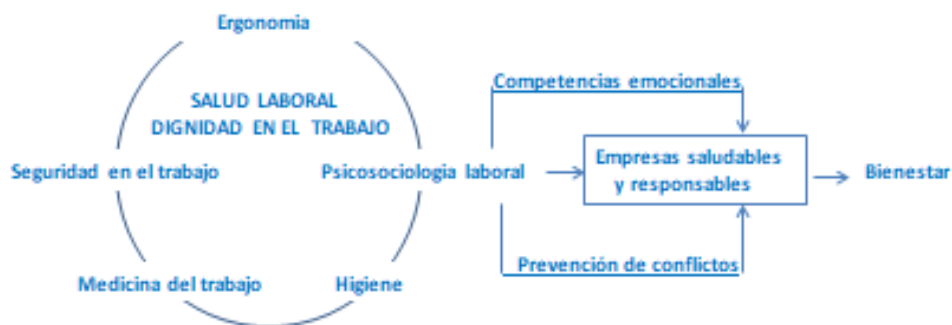 Ergonomia
Competencias emocionales
SALUD LABORAL
DIGNIDAD EN EL TRABAJO
Seguridad en el trabajo
Psicosociologia laboral
Empresas saludables
y responsables
Bienestar
Prevención de conflictos
Medicina del trabajo
Higiene